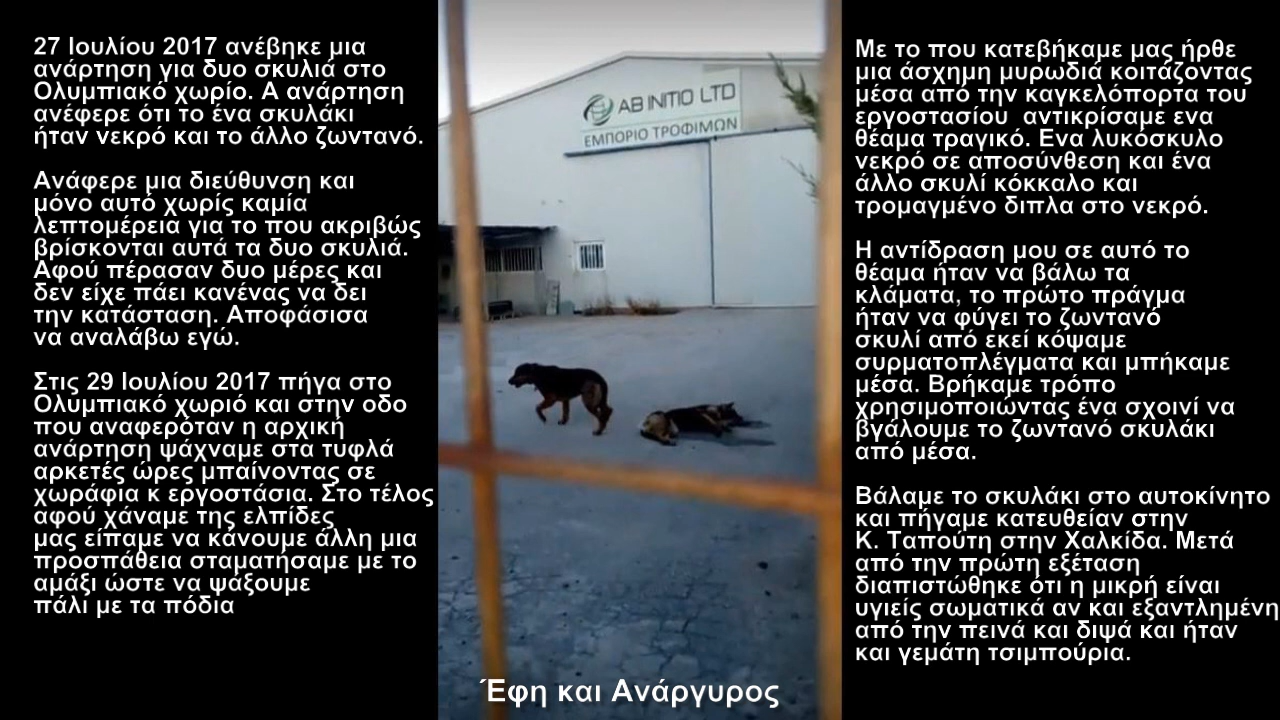 27 Ιουλίου 2017 ανέβηκε μια
ανάρτηση για δυο σκυλιά στο
Ολυμπιακό χωρίο. Α ανάρτηση
ανέφερε ότι το ένα σκυλάκι
ήταν νεκρό και το άλλο ζωντανό.

Ανάφερε μια διεύθυνση και
μόνο αυτό χωρίς καμία
λεπτομέρεια για το που ακριβώς
βρίσκονται αυτά τα δυο σκυλιά.
Αφού πέρασαν δυο μέρες και
δεν είχε πάει κανένας να δει
την κατάσταση. Αποφάσισα
να αναλάβω εγώ.

Στις 29 Ιουλίου 2017 πήγα στο
Ολυμπιακό χωριό και στην οδο
που αναφερόταν η αρχική
ανάρτηση ψάχναμε στα τυφλά
αρκετές ώρες μπαίνοντας σε
χωράφια κ εργοστάσια. Στο τέλος
αφού χάναμε της ελπίδες
μας είπαμε να κάνουμε άλλη μια
προσπάθεια σταματήσαμε με το
αμάξι ώστε να ψάξουμε
πάλι με τα πόδια

AB INITIO LTD
ΕΜΠΟΡΙΟ ΤΡΟΦΙΜΩΝ

Έφη και Ανάργυρος

Με το που κατεβήκαμε μας ήρθε
μια άσχημη μυρωδιά κοιτάζοντας
μέσα από την καγκελόπορτα του
εργοστασίου αντικρίσαμε ενα
θέαμα τραγικό. Ενα λυκόσκυλο
νεκρό σε αποσύνθεση και ένα
άλλο σκυλί κόκκαλο και
τρομαγμένο διπλα στο νεκρό.

Η αντίδραση μου σε αυτό το
θέαμα ήταν να βάλω τα
κλάματα, το πρώτο πράγμα
ήταν να φύγει το ζωντανό
σκυλί από εκεί κόψαμε
συρματοπλέγματα και μπήκαμε
μέσα. Βρήκαμε τρόπο
χρησιμοποιώντας ένα σχοινί να
βγάλουμε το ζωντανό σκυλάκι
από μέσα.

Βάλαμε το σκυλάκι στο αυτοκίνητο
και πήγαμε κατευθείαν στην
Κ. Ταπούτη στην Χαλκίδα. Μετά
από την πρώτη εξέταση
διαπιστώθηκε ότι η μικρή είναι
υγιείς σωματικά αν και εξαντλημένη
από την πεινά και διψά και ήταν
και γεμάτη τσιμπούρια.